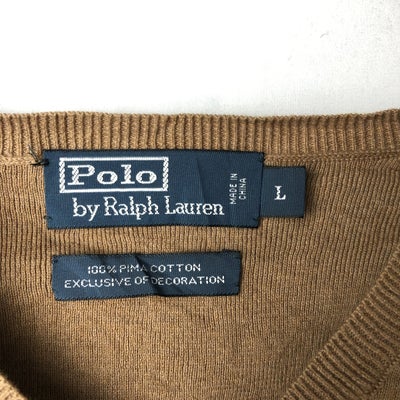 Polo
by Ralph Lauren
MADE IN
CHINA
L
100% PIMA COTTON
EXCLUSIVE OF DECORATION